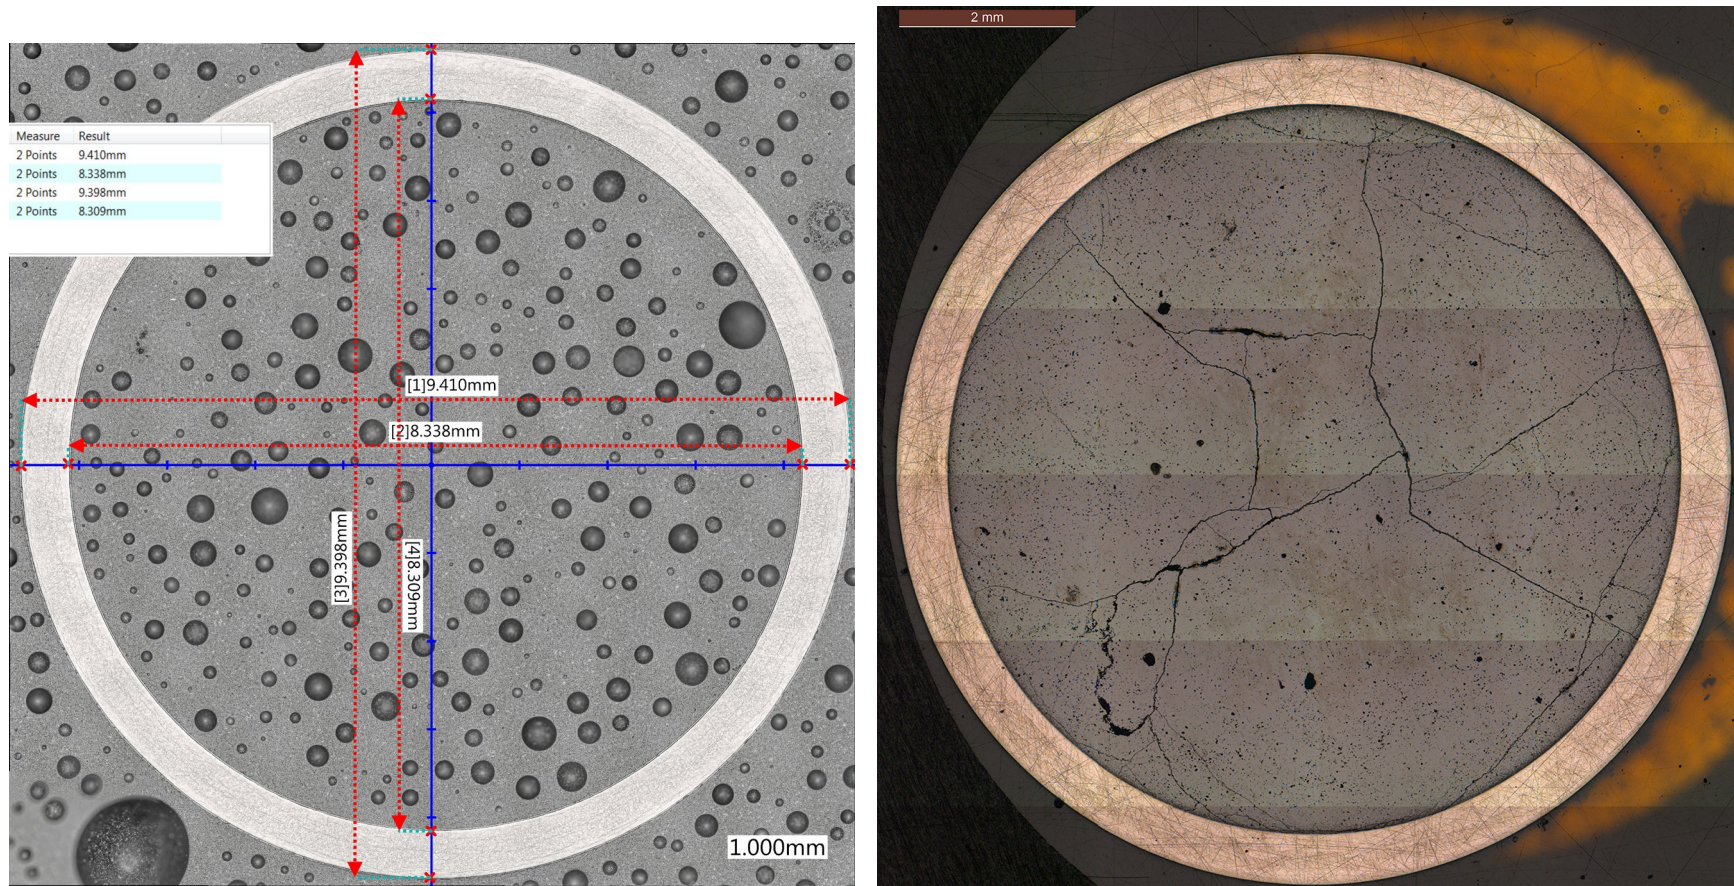 2 mm
Measure Result
2 Points 9.410mm
2 Points 8.338mm
2 Points 9.398mm
2 Points 8.309mm
[1]9.410mm
[2]8.338mm
[3]9.398mm
[4]8.309mm
1.000mm